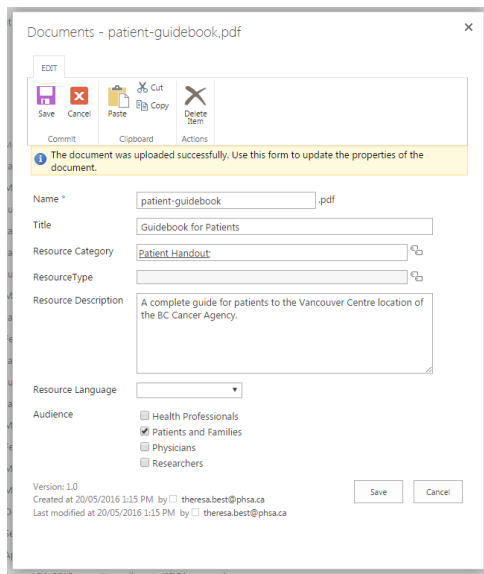 Documents - patient-guidebook.pdf
EDIT
Save Cancel Paste Cut Copy Delete Item
Commit Clipboard Actions
The document was uploaded successfully. Use this form to update the properties of the
document.
Name * patient-guidebook .pdf
Title Guidebook for Patients
Resource Category Patient Handout;
ResourceType
Resource Description A complete guide for patients to the Vancouver Centre location of
the BC Cancer Agency.
Resource Language
Audience Health Professionals
Patients and Families
Physicians
Researchers
Version: 1.0
Created at 20/05/2016 1:15 PM by theresa.best@phsa.ca
Last modified at 20/05/2016 1:15 PM by theresa.best@phsa.ca
Save Cancel